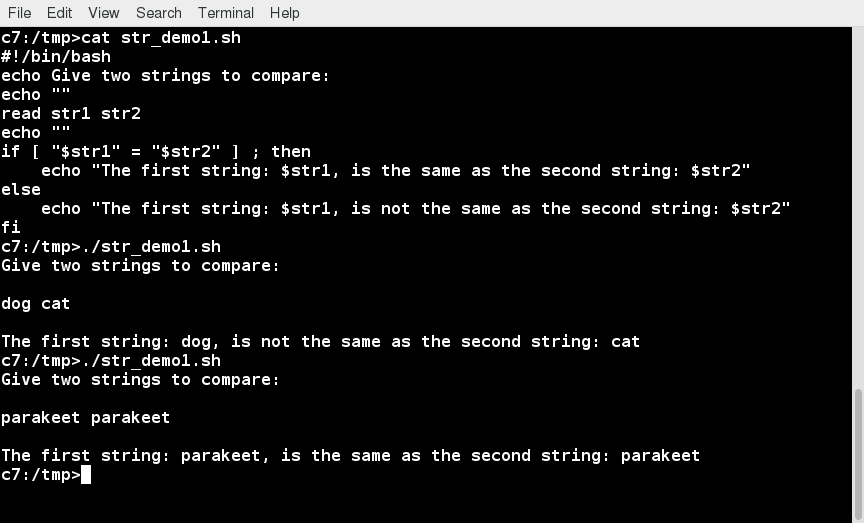 File Edit View Search Terminal Help
c7:/tmp>cat str_demo1.sh
#!/bin/bash
echo Give two strings to compare:
echo ""
read str1 str2
echo ""
if [ "$str1" = "$str2" ] ; then
    echo "The first string: $str1, is the same as the second string: $str2"
else
    echo "The first string: $str1, is not the same as the second string: $str2"
fi
c7:/tmp>./str_demo1.sh
Give two strings to compare:

dog cat

The first string: dog, is not the same as the second string: cat
c7:/tmp>./str_demo1.sh
Give two strings to compare:

parakeet parakeet

The first string: parakeet, is the same as the second string: parakeet
c7:/tmp>